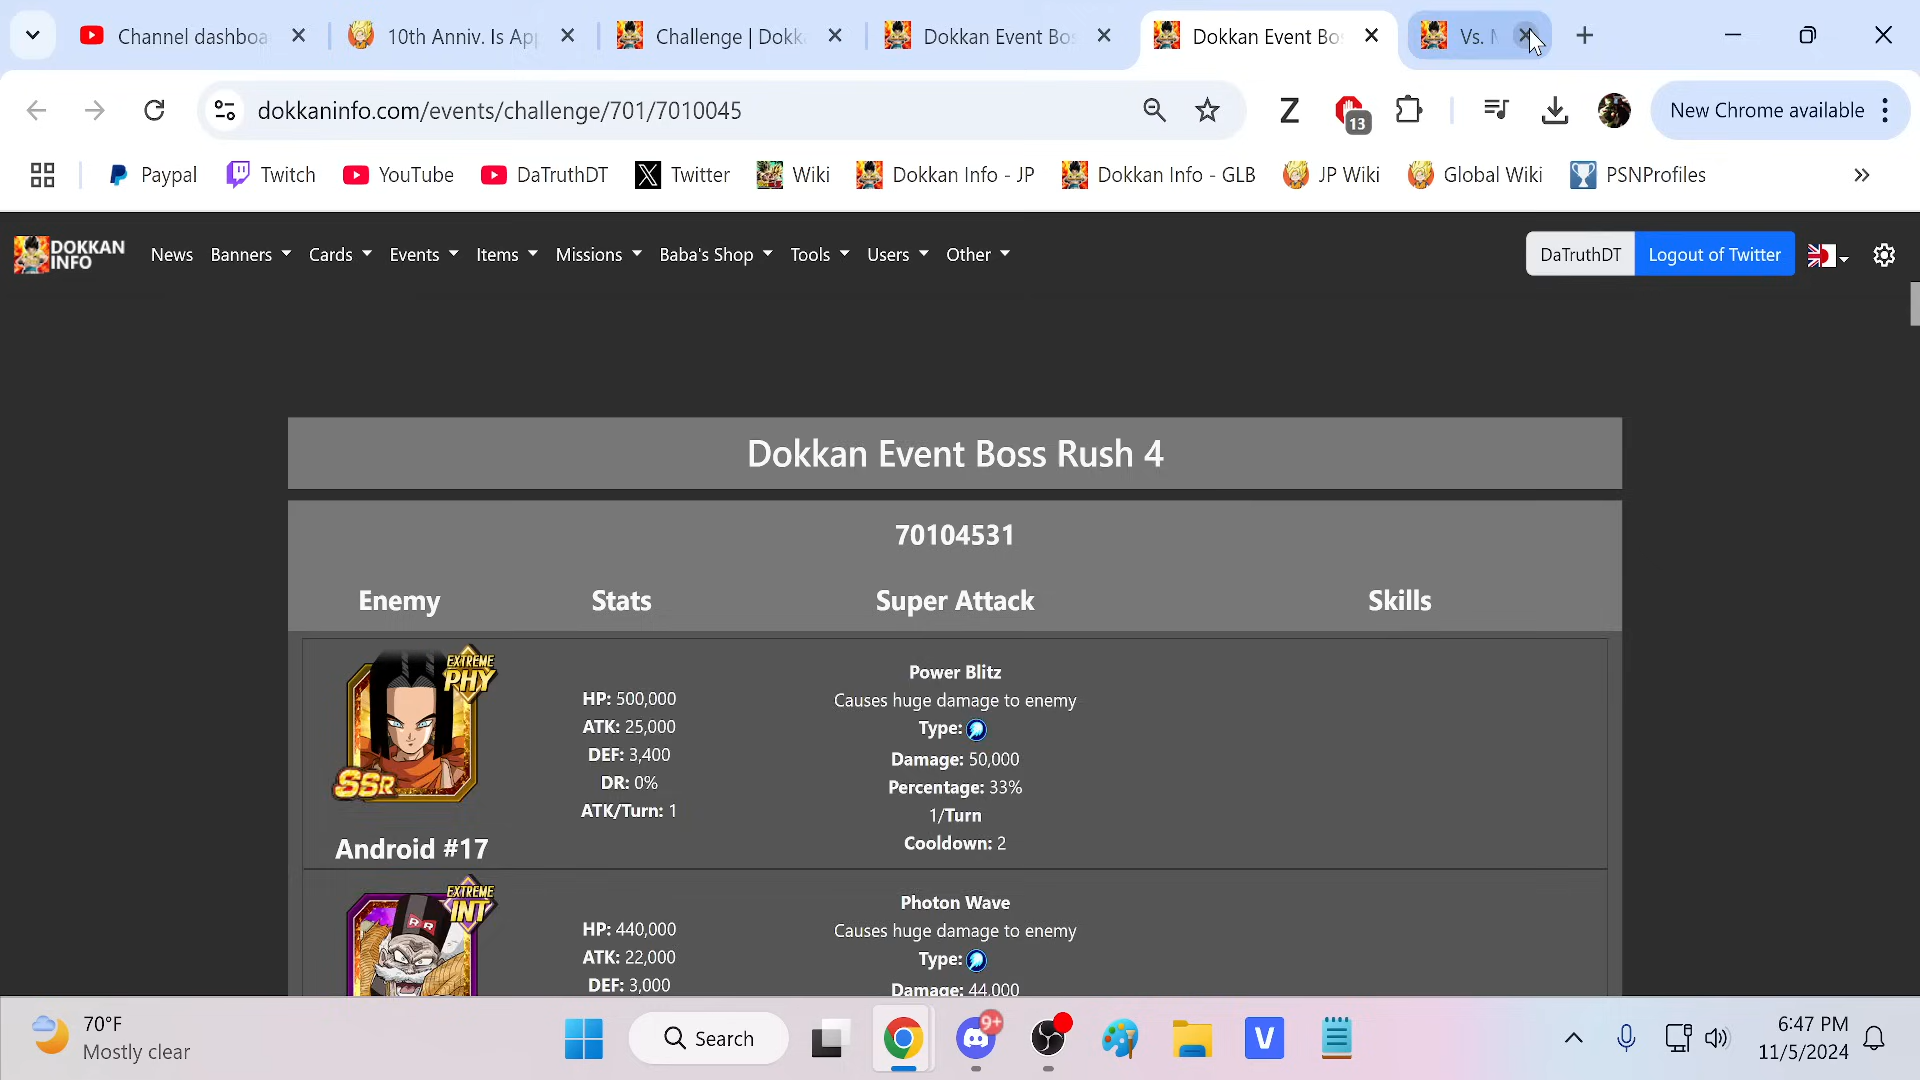 Channel dashboa
10th Anniv. Is Ap
Challenge | Dokk
Dokkan Event Bo
Dokkan Event Bo
Vs.
dokkaninfo.com/events/challenge/701/7010045
Z
13
New Chrome available
Paypal
Twitch
YouTube
DaTruthDT
Twitter
Wiki
Dokkan Info - JP
Dokkan Info - GLB
JP Wiki
Global Wiki
PSNProfiles
DOKKAN
INFO
News
Banners
Cards
Events
Items
Missions
Baba's Shop
Tools
Users
Other
DaTruthDT
Logout of Twitter
Dokkan Event Boss Rush 4
70104531
Enemy Stats Super Attack Skills
EXTREME
PHY
SSR
Android #17
HP: 500,000
ATK: 25,000
DEF: 3,400
DR: 0%
ATK/Turn: 1
Power Blitz
Causes huge damage to enemy
Type:
Damage: 50,000
Percentage: 33%
1/Turn
Cooldown: 2
EXTREME
INT
RR
HP: 440,000
ATK: 22,000
DEF: 3,000
Photon Wave
Causes huge damage to enemy
Type:
Damage: 44,000
70°F
Mostly clear
Search
9+
V
6:47 PM
11/5/2024